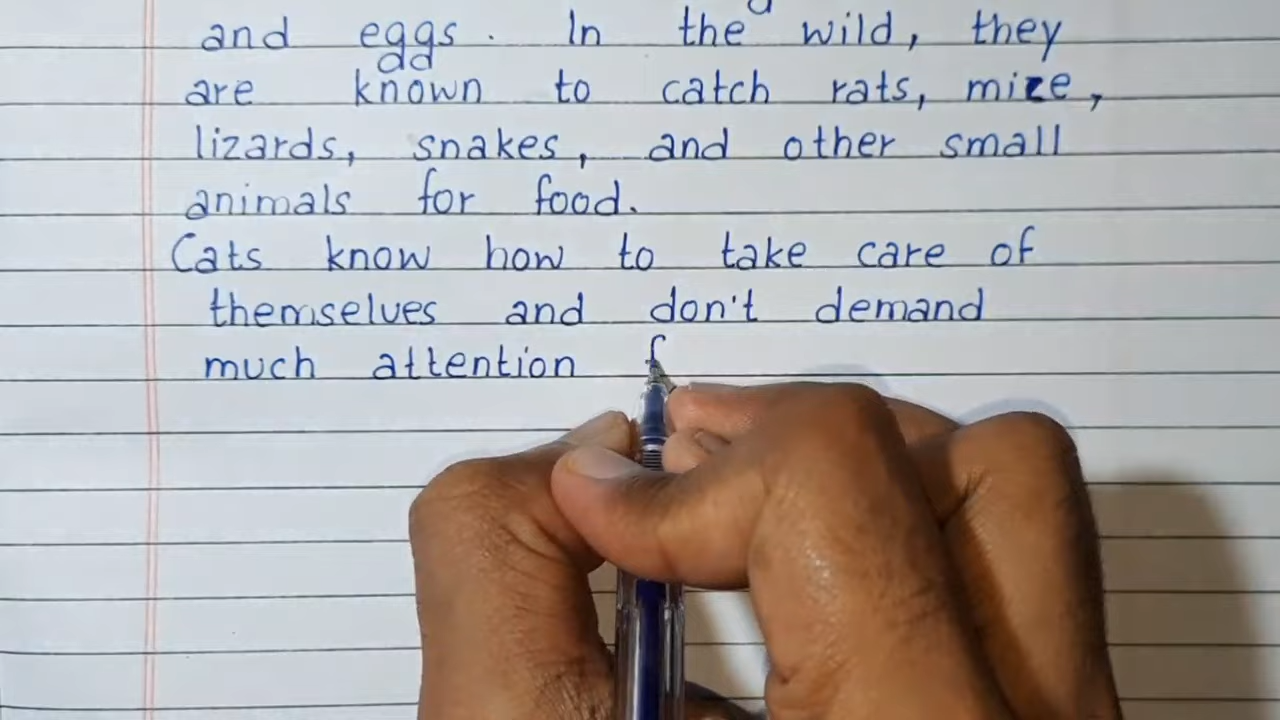 and eggs. In the wild, they
are known to catch rats, mice,
lizards, snakes, and other small
animals for food.
Cats know how to take care of
themselves and don't demand
much attention f